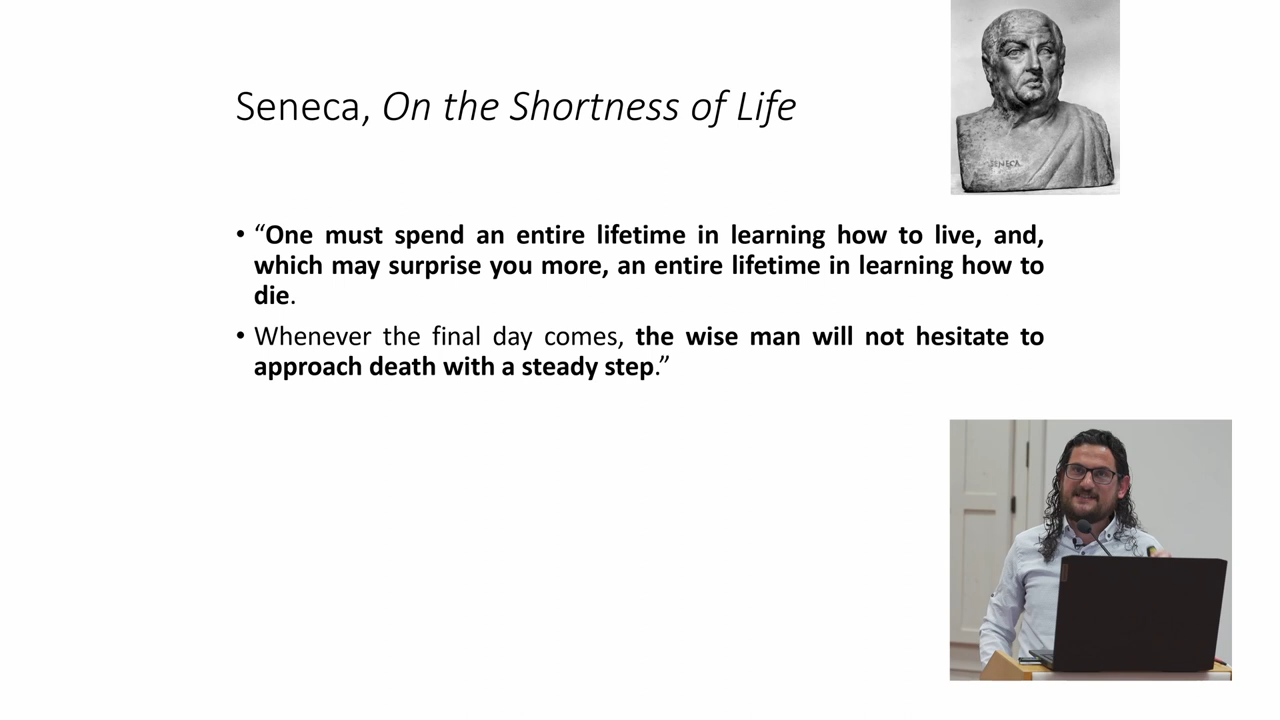 Seneca, On the Shortness of Life
SENECA.
• “One must spend an entire lifetime in learning how to live, and,
which may surprise you more, an entire lifetime in learning how to
die.
• Whenever the final day comes, the wise man will not hesitate to
approach death with a steady step.”